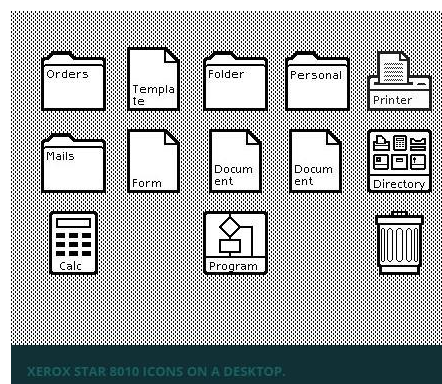 Orders
Templa
te
Folder
Personal
Printer
Mails
Form
Docum
ent
Docum
ent
Directory
Calc
Program
XEROX STAR 8010 ICONS ON A DESKTOP.